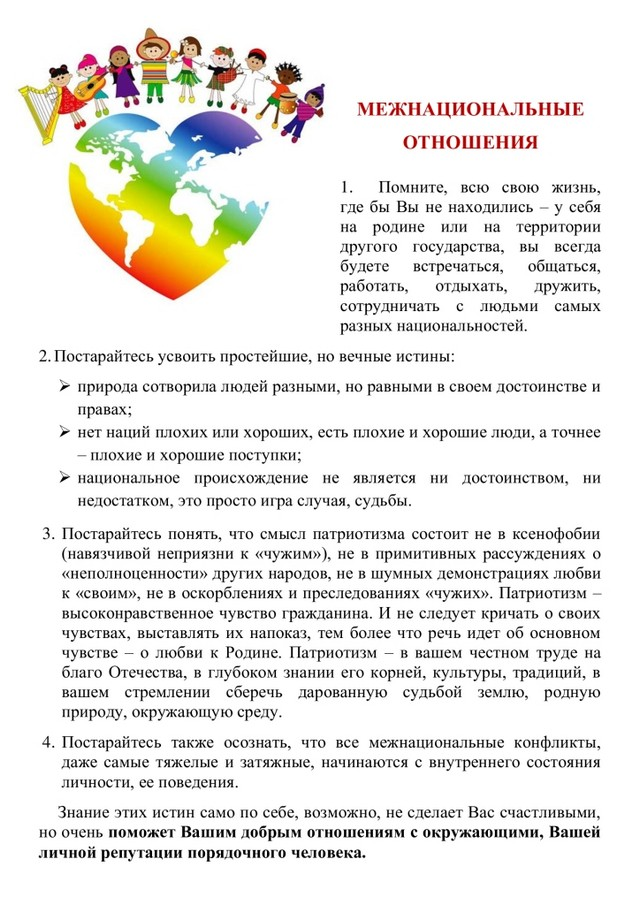 МЕЖНАЦИОНАЛЬНЫЕ
ОТНОШЕНИЯ
1. Помните, всю свою жизнь,
где бы Вы не находились – у себя
на родине или на территории
другого государства, вы всегда
будете встречаться, общаться,
работать, отдыхать, дружить,
сотрудничать с людьми самых
разных национальностей.
2. Постарайтесь усвоить простейшие, но вечные истины:
➢ природа сотворила людей разными, но равными в своем достоинстве и
правах;
➢ нет наций плохих или хороших, есть плохие и хорошие люди, а точнее
– плохие и хорошие поступки;
➢ национальное происхождение не является ни достоинством, ни
недостатком, это просто игра случая, судьбы.
3. Постарайтесь понять, что смысл патриотизма состоит не в ксенофобии
(навязчивой неприязни к «чужим»), не в примитивных рассуждениях о
«неполноценности» других народов, не в шумных демонстрациях любви
к «своим», не в оскорблениях и преследованиях «чужих». Патриотизм –
высоконравственное чувство гражданина. И не следует кричать о своих
чувствах, выставлять их напоказ, тем более что речь идет об основном
чувстве – о любви к Родине. Патриотизм – в вашем честном труде на
благо Отечества, в глубоком знании его корней, культуры, традиций, в
вашем стремлении сберечь дарованную судьбой землю, родную
природу, окружающую среду.
4. Постарайтесь также осознать, что все межнациональные конфликты,
даже самые тяжелые и затяжные, начинаются с внутреннего состояния
личности, ее поведения.
Знание этих истин само по себе, возможно, не сделает Вас счастливыми,
но очень поможет Вашим добрым отношениям с окружающими, Вашей
личной репутации порядочного человека.